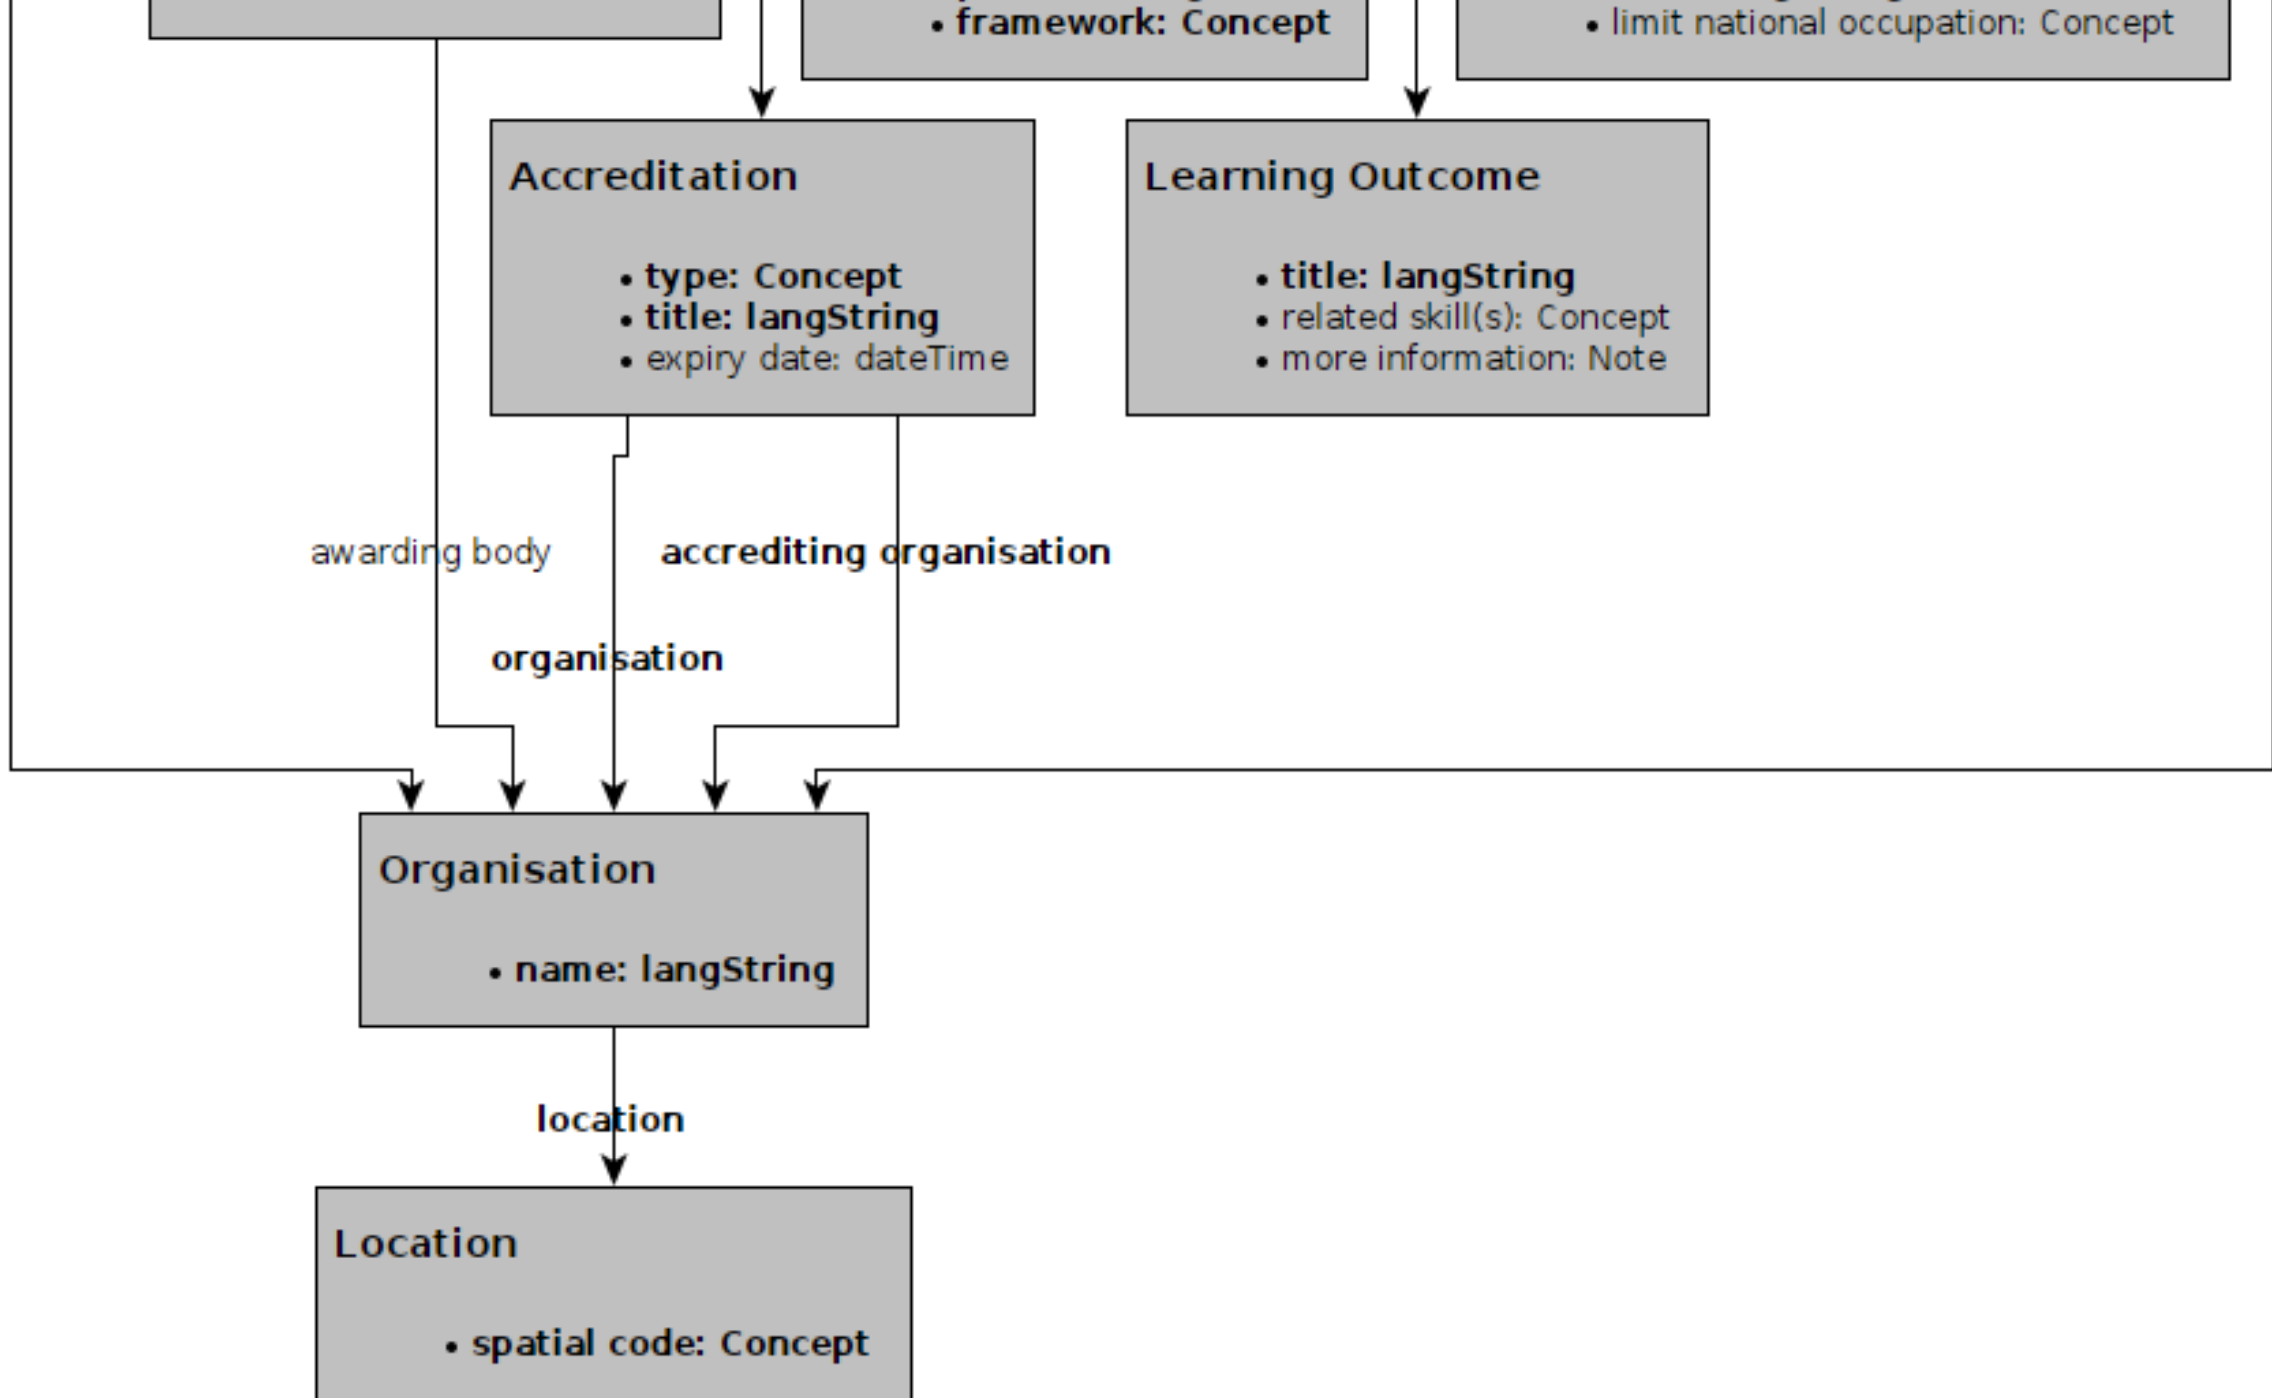 • framework: Concept
• limit national occupation: Concept
Accreditation
• type: Concept
• title: langString
• expiry date: dateTime
Learning Outcome
• title: langString
• related skill(s): Concept
• more information: Note
awarding body
accrediting organisation
organisation
Organisation
• name: langString
location
Location
• spatial code: Concept